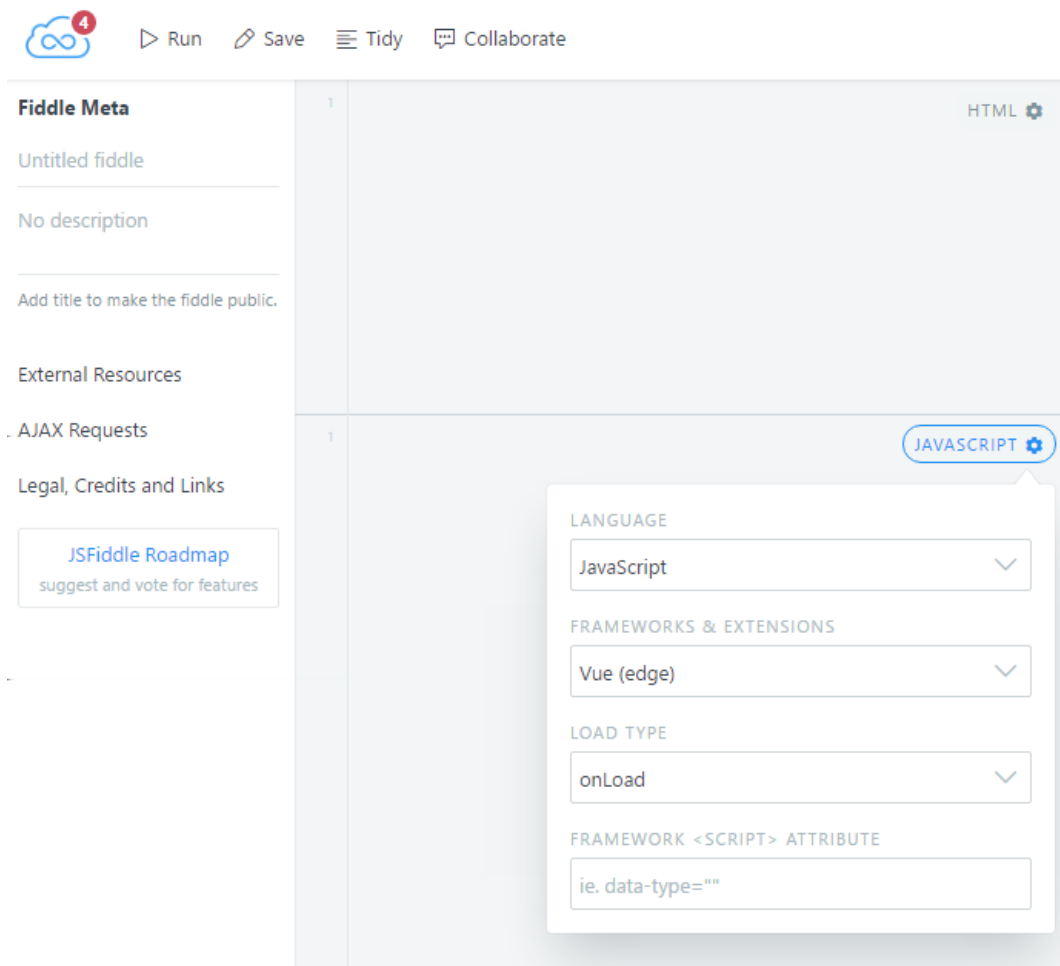 4
Run Save Tidy Collaborate
Fiddle Meta
Untitled fiddle
No description
Add title to make the fiddle public.
External Resources
AJAX Requests
Legal, Credits and Links
JSFiddle Roadmap
suggest and vote for features
1
HTML
1
JAVASCRIPT
LANGUAGE
JavaScript
FRAMEWORKS & EXTENSIONS
Vue (edge)
LOAD TYPE
onLoad
FRAMEWORK <SCRIPT> ATTRIBUTE
ie. data-type=""